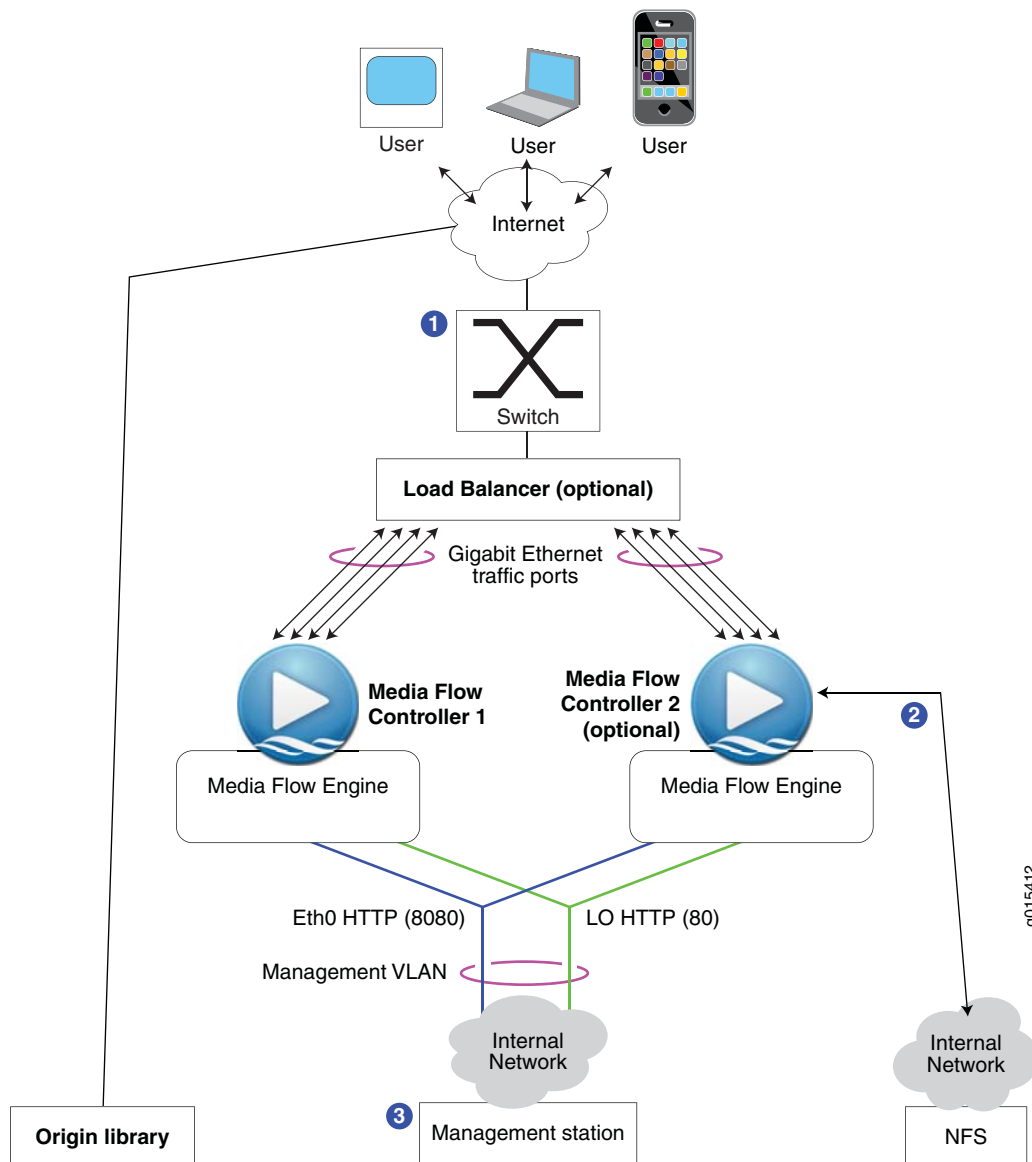 User
User
User
Internet
1
Switch
Load Balancer (optional)
Gigabit Ethernet
traffic ports
Media Flow
Controller 1
Media Flow
Controller 2
(optional)
2
Media Flow Engine
Media Flow Engine
Eth0 HTTP (8080)
LO HTTP (80)
Management VLAN
Internal
Network
Internal
Network
3
Origin library
Management station
NFS
g015412